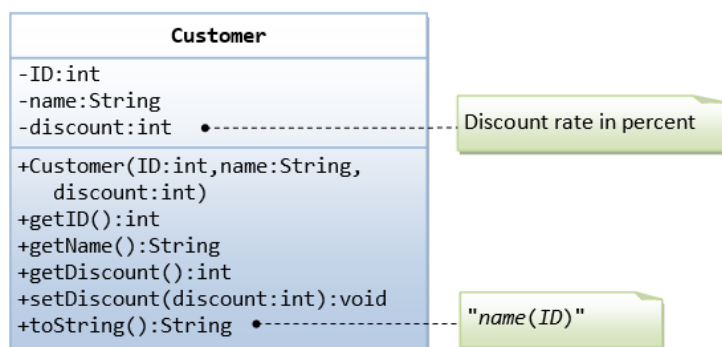 Customer
-ID:int
-name:String
-discount:int
Discount rate in percent
+Customer(ID:int,name:String,
discount:int)
+getID():int
+getName():String
+getDiscount():int
+setDiscount(discount:int):void
+toString():String
"name(ID)"